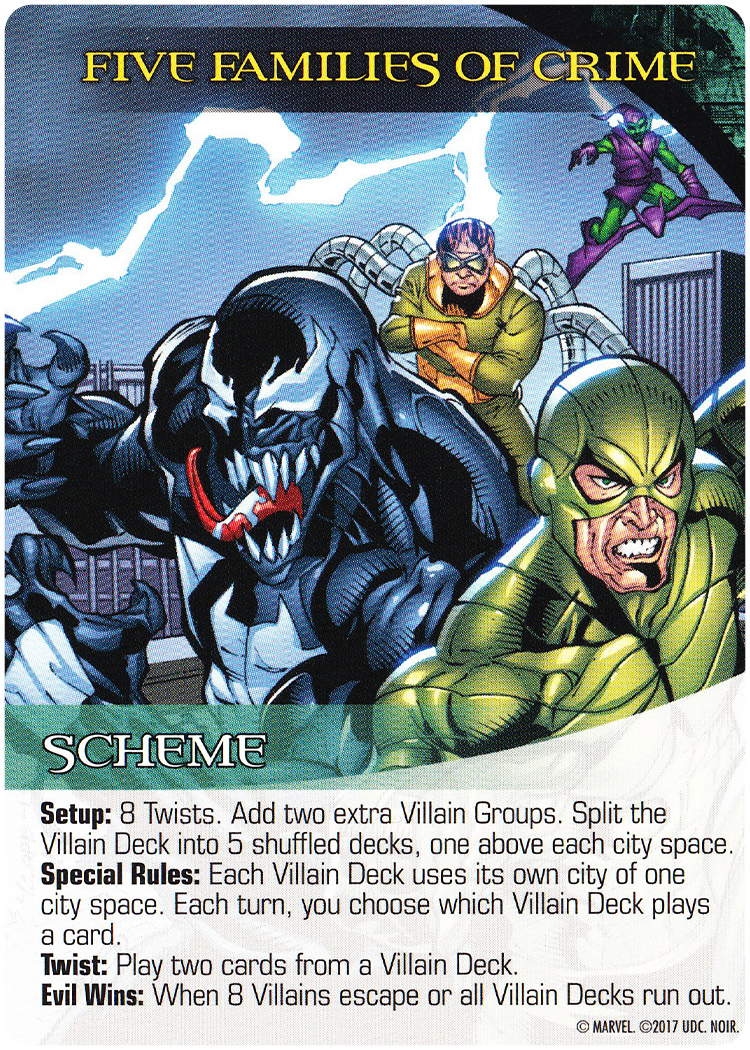 FIVE FAMILIES OF CRIME
SCHEME
Setup: 8 Twists. Add two extra Villain Groups. Split the
Villain Deck into 5 shuffled decks, one above each city space.
Special Rules: Each Villain Deck uses its own city of one
city space. Each turn, you choose which Villain Deck plays
a card.
Twist: Play two cards from a Villain Deck.
Evil Wins: When 8 Villains escape or all Villain Decks run out.
© MARVEL. ©2017 UDC. NOIR.